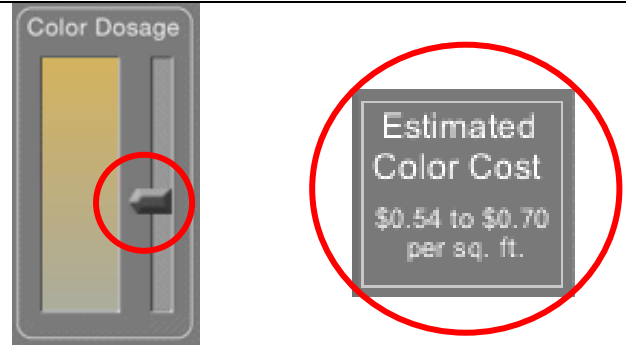 Color Dosage
Estimated
Color Cost
$0.54 to $0.70
per sq. ft.